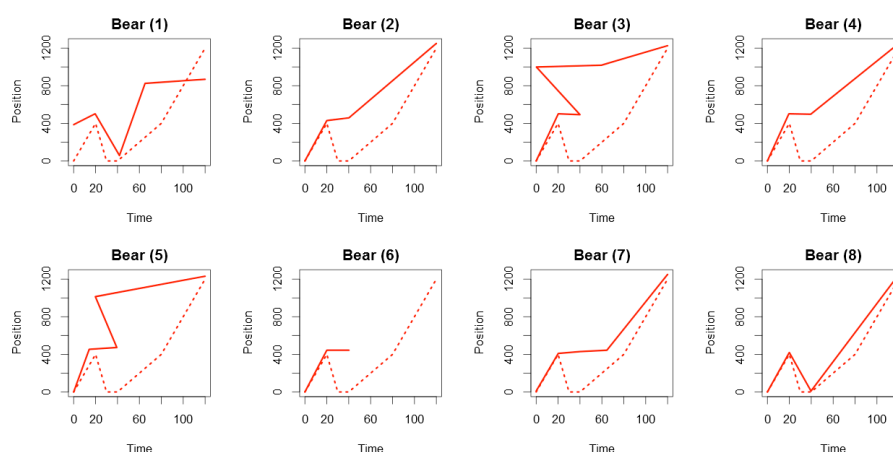 Bear (1) Bear (2) Bear (3) Bear (4)
Position Position Position Position
1200 1200 1200 1200
800 800 800 800
400 400 400 400
0 0 0 0
0 20 60 100 0 20 60 100 0 20 60 100 0 20 60 100
Time Time Time Time
Bear (5) Bear (6) Bear (7) Bear (8)
Position Position Position Position
1200 1200 1200 1200
800 800 800 800
400 400 400 400
0 0 0 0
0 20 60 100 0 20 60 100 0 20 60 100 0 20 60 100
Time Time Time Time